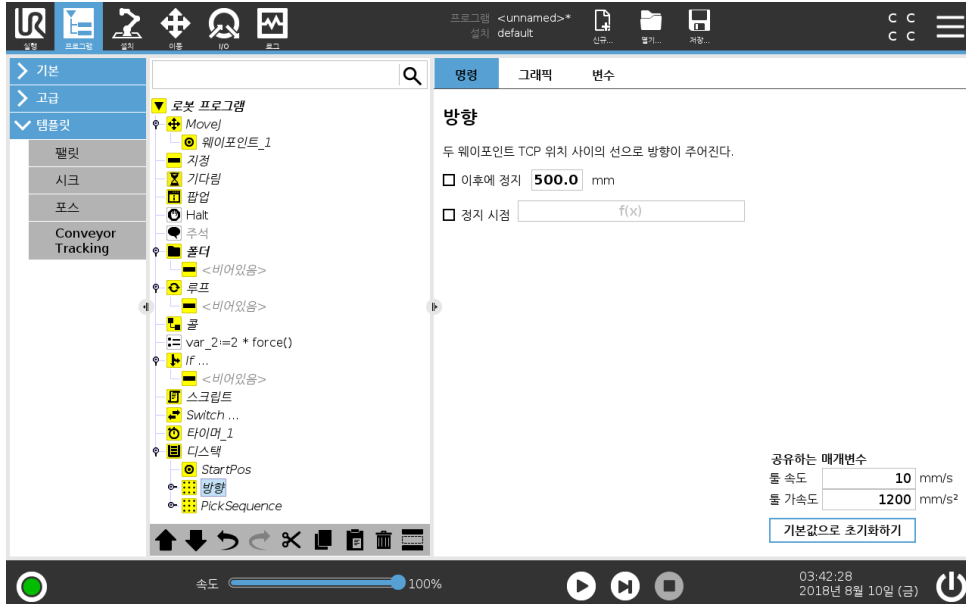 UR
프로그램 <unnamed>*
설치 default
실행
프로그램
설치
이동
I/O
로그
신규...
열기...
저장...
C C
C C
기본
고급
템플릿
팰릿
시크
포스
Conveyor
Tracking
로봇 프로그램
MoveJ
웨이포인트_1
지정
기다림
팝업
Halt
주석
폴더
<비어있음>
루프
<비어있음>
콜
var_2:=2 * force()
If ...
<비어있음>
스크립트
Switch ...
타이머_1
디스택
StartPos
방향
PickSequence
명령 그래픽 변수
방향
두 웨이포인트 TCP 위치 사이의 선으로 방향이 주어진다.
이후에 정지 500.0 mm
정지 시점 f(x)
공유하는 매개변수
툴 속도 10 mm/s
툴 가속도 1200 mm/s²
기본값으로 초기화하기
속도 100%
03:42:28
2018년 8월 10일 (금)